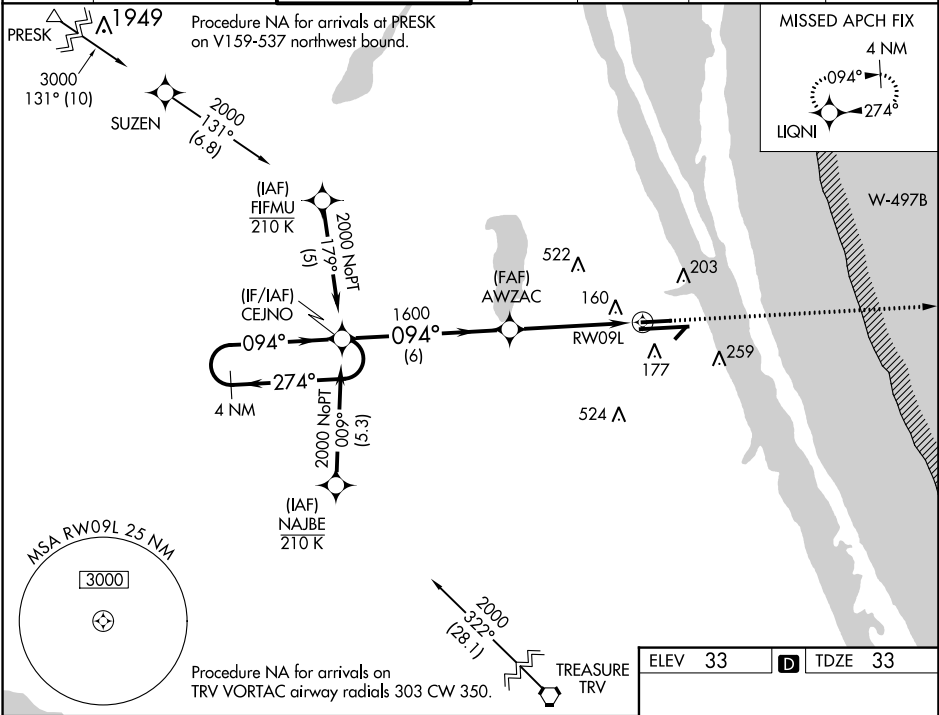 PRESK
1949
Procedure NA for arrivals at PRESK
on V159-537 northwest bound.
3000
131° (10)
SUZEN
2000
131°
(6.8)
MISSED APCH FIX
4 NM
094°
274°
LIQNI
W-497B
(IAF)
FIFMU
210 K
2000 NoPT
179°
(5)
(IF/IAF)
CEJNO
094°
274°
4 NM
1600
094°
(6)
(FAF)
AWZAC
522
160
203
RW09L
177
259
524
2000 NoPT
009°
(5.3)
(IAF)
NAJBE
210 K
MSA RW09L 25 NM
3000
2000
322°
(28.1)
TREASURE
TRV
Procedure NA for arrivals on
TRV VORTAC airway radials 303 CW 350.
ELEV 33
D
TDZE 33